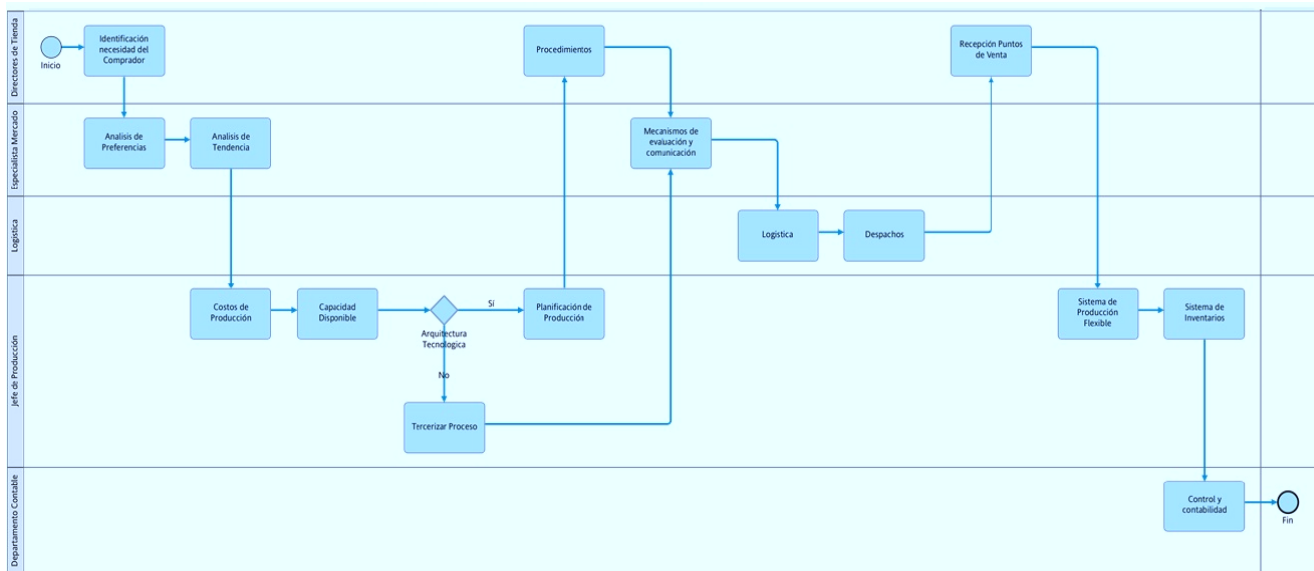 Directores de Tienda
Inicio
Identificación
necesidad del
Comprador
Procedimientos
Recepción Puntos
de Venta
Especialista Mercado
Analisis de
Preferencias
Analisis de
Tendencia
Mecanismos de
evaluación y
comunicación
Logística
Logística
Despachos
Jefe de Producción
Costos de
Producción
Capacidad
Disponible
Arquitectura
Tecnologica
Sí
No
Planificación de
Producción
Tercerizar Proceso
Sistema de
Producción
Flexible
Sistema de
Inventarios
Departamento Contable
Control y
contabilidad
Fin